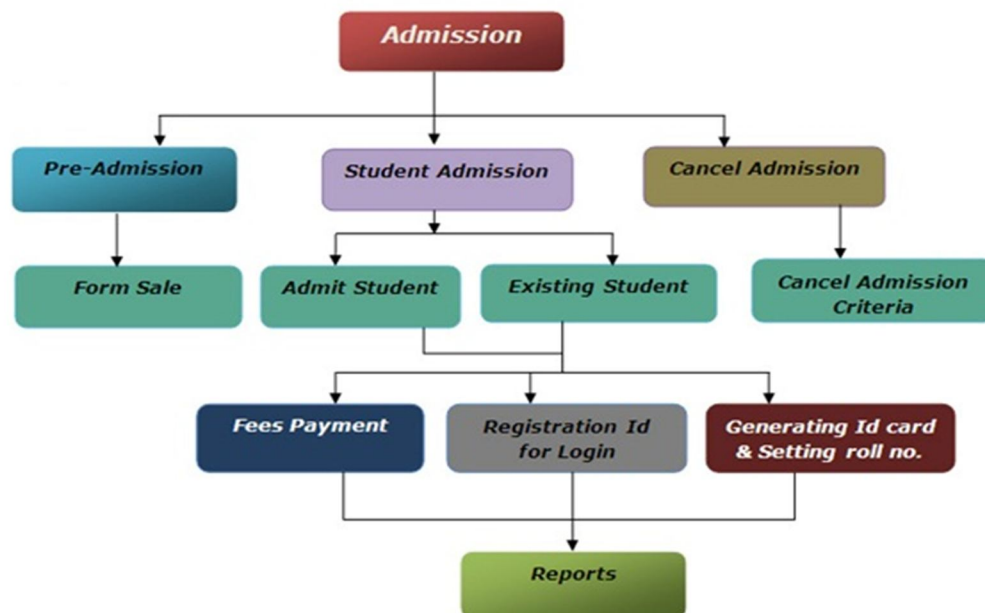 Admission
Pre-Admission
Student Admission
Cancel Admission
Form Sale
Admit Student
Existing Student
Cancel Admission
Criteria
Fees Payment
Registration Id
for Login
Generating Id card
& Setting roll no.
Reports